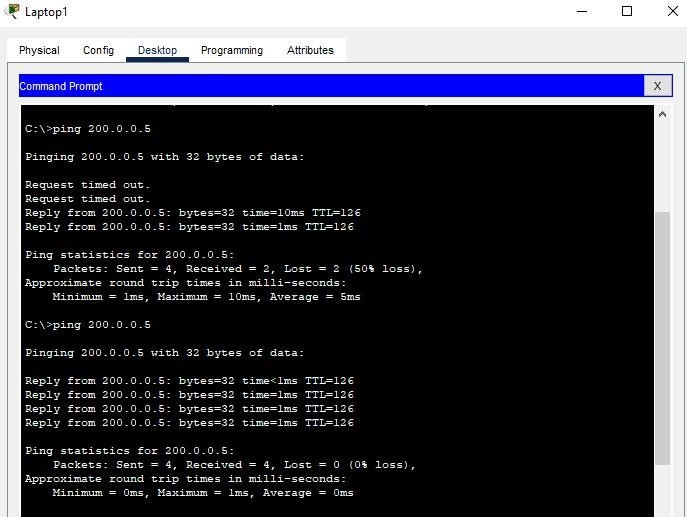 Laptop1
Physical Config Desktop Programming Attributes
Command Prompt X
C:\>ping 200.0.0.5
Pinging 200.0.0.5 with 32 bytes of data:
Request timed out.
Request timed out.
Reply from 200.0.0.5: bytes=32 time=10ms TTL=126
Reply from 200.0.0.5: bytes=32 time=1ms TTL=126
Ping statistics for 200.0.0.5:
Packets: Sent = 4, Received = 2, Lost = 2 (50% loss),
Approximate round trip times in milli-seconds:
Minimum = 1ms, Maximum = 10ms, Average = 5ms
C:\>ping 200.0.0.5
Pinging 200.0.0.5 with 32 bytes of data:
Reply from 200.0.0.5: bytes=32 time<1ms TTL=126
Reply from 200.0.0.5: bytes=32 time=1ms TTL=126
Reply from 200.0.0.5: bytes=32 time=1ms TTL=126
Reply from 200.0.0.5: bytes=32 time=1ms TTL=126
Ping statistics for 200.0.0.5:
Packets: Sent = 4, Received = 4, Lost = 0 (0% loss),
Approximate round trip times in milli-seconds:
Minimum = 0ms, Maximum = 1ms, Average = 0ms